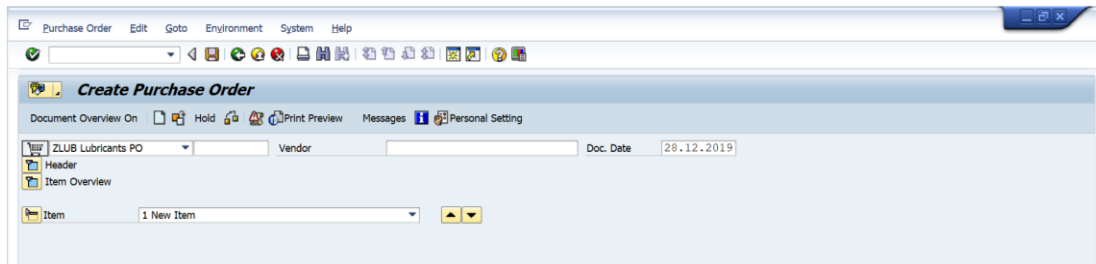 Purchase Order Edit Goto Environment System Help
Create Purchase Order
Document Overview On Hold Print Preview Messages Personal Setting
ZLUB Lubricants PO Vendor Doc. Date 28.12.2019
Header
Item Overview
Item 1 New Item